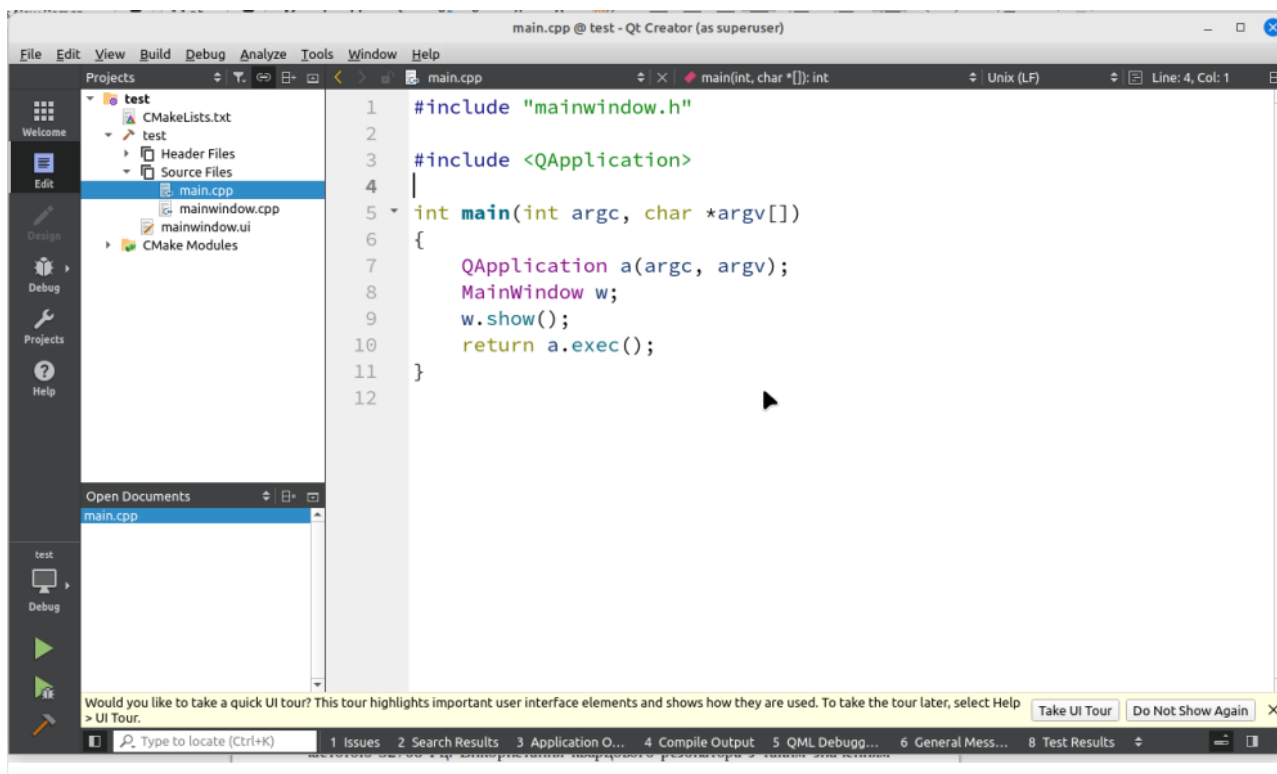 main.cpp @ test - Qt Creator (as superuser)
File Edit View Build Debug Analyze Tools Window Help
Projects
main.cpp
main(int, char *[]): int
Unix (LF)
Line: 4, Col: 1
Welcome
Edit
Design
Debug
Projects
Help
test
Debug
test
CMakeLists.txt
test
Header Files
Source Files
main.cpp
mainwindow.cpp
mainwindow.ui
CMake Modules
Open Documents
main.cpp
1 #include "mainwindow.h"
2
3 #include <QApplication>
4
5 int main(int argc, char *argv[])
6 {
7 QApplication a(argc, argv);
8 MainWindow w;
9 w.show();
10 return a.exec();
11 }
12
Would you like to take a quick UI tour? This tour highlights important user interface elements and shows how they are used. To take the tour later, select Help
> UI Tour.
Take UI Tour
Do Not Show Again
Type to locate (Ctrl+K)
1 Issues 2 Search Results 3 Application O... 4 Compile Output 5 QML Debugg... 6 General Mess... 8 Test Results